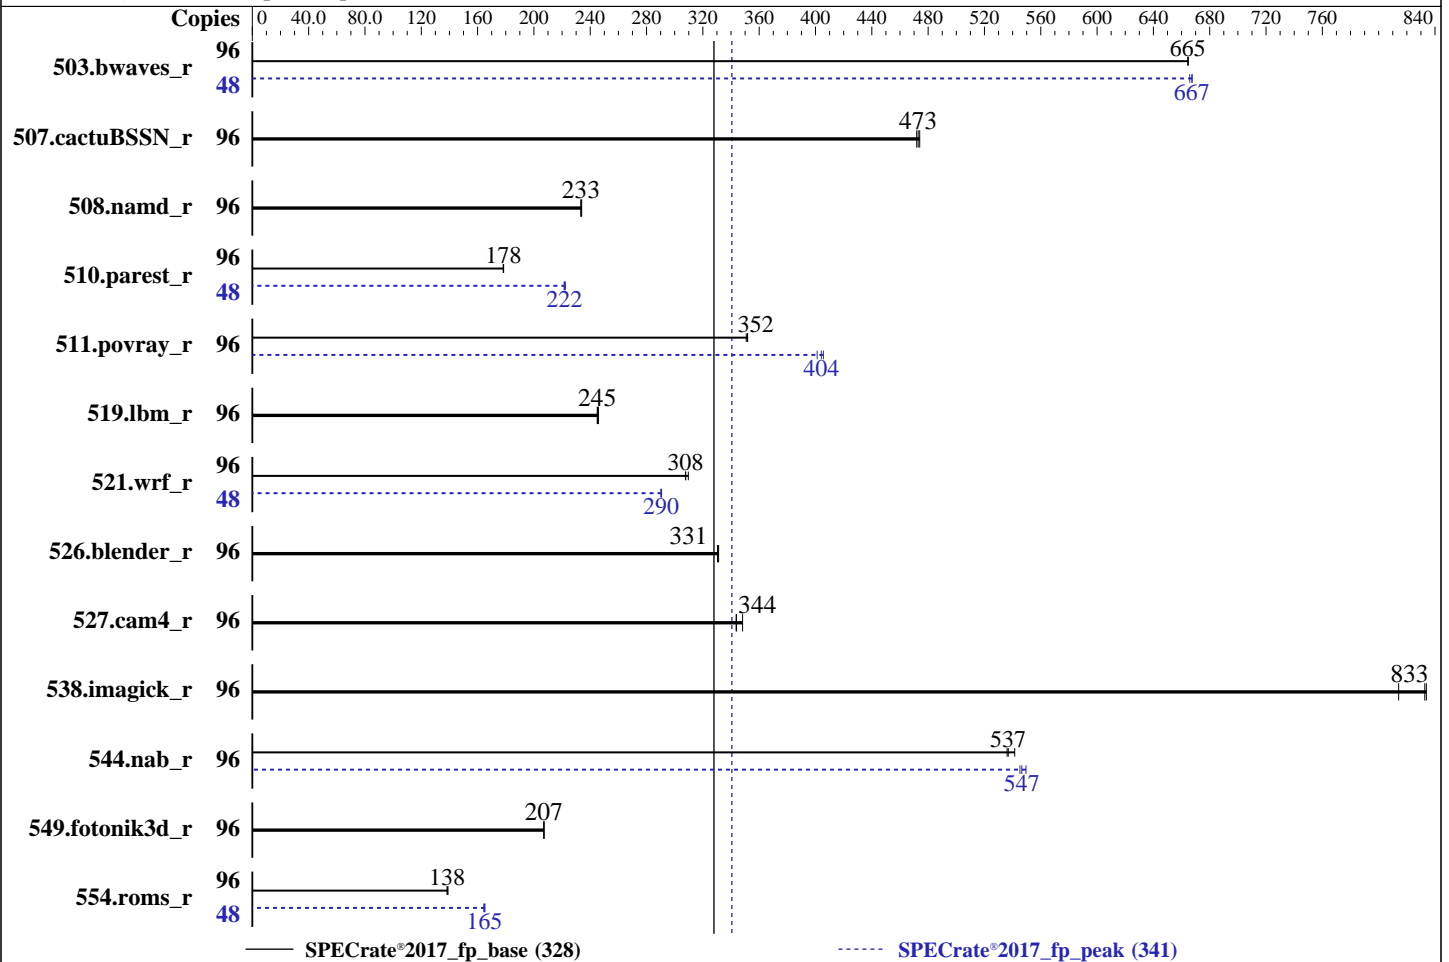 Copies 0 40.0 80.0 120 160 200 240 280 320 360 400 440 480 520 560 600 640 680 720 760 840
503.bwaves_r 96 665
48 667
507.cactuBSSN_r 96 473
508.namd_r 96 233
510.parest_r 96 178
48 222
511.povray_r 96 352
404
519.lbm_r 96 245
521.wrf_r 96 308
48 290
526.blender_r 96 331
527.cam4_r 96 344
538.imagick_r 96 833
544.nab_r 96 537
547
549.fotonik3d_r 96 207
554.roms_r 96 138
48 165
SPECrate®2017_fp_base (328) SPECrate®2017_fp_peak (341)